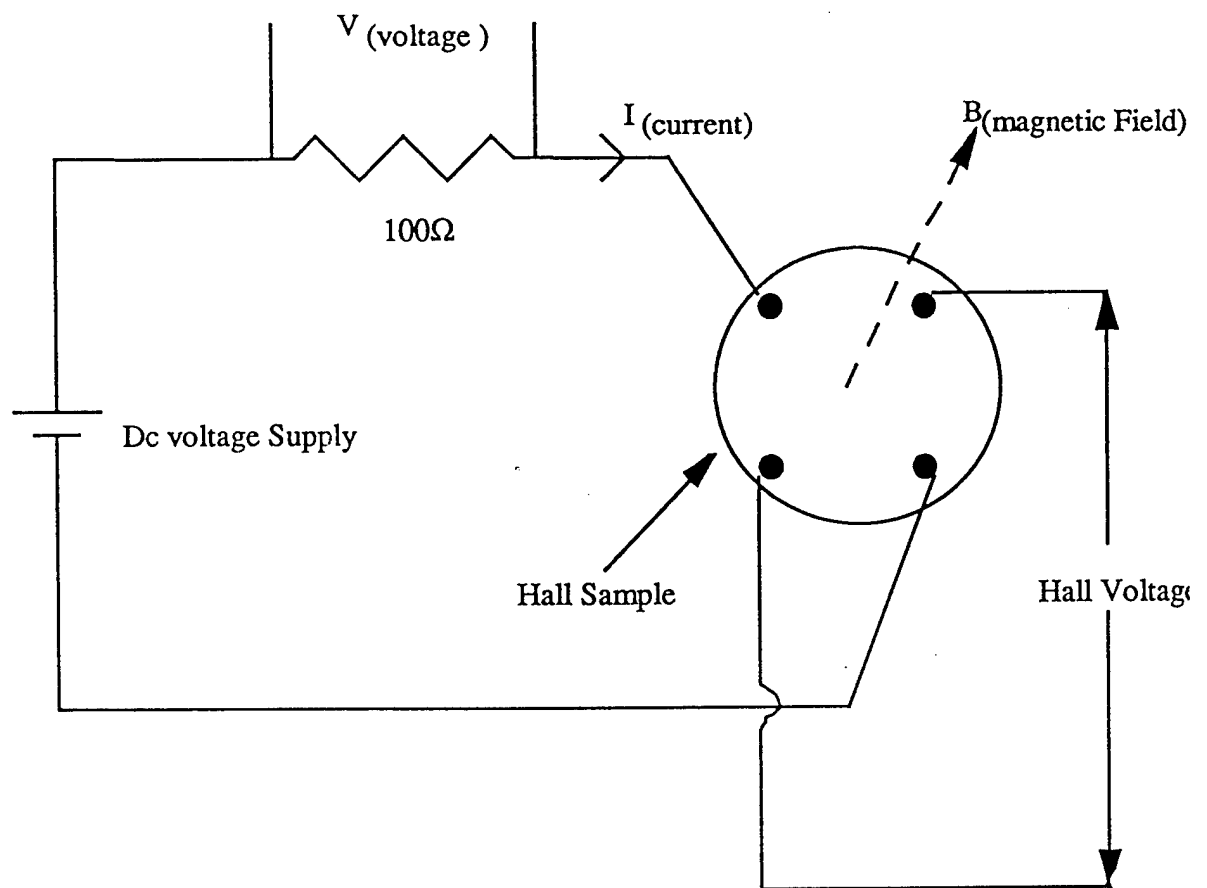 V (voltage )
I (current)
B(magnetic Field)
100Ω
Dc voltage Supply
Hall Sample
Hall Voltage